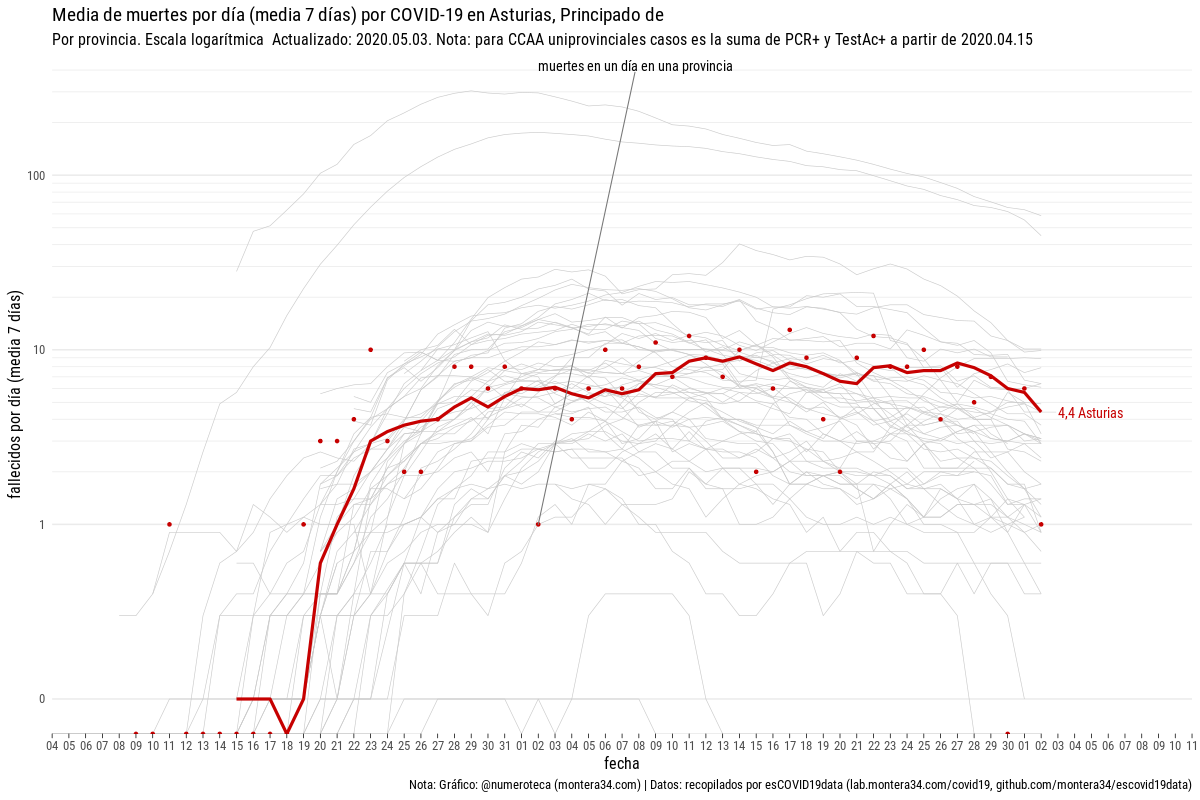 Media de muertes por día (media 7 días) por COVID-19 en Asturias, Principado de
Por provincia. Escala logarítmica  Actualizado: 2020.05.03. Nota: para CCAA uniprovinciales casos es la suma de PCR+ y TestAc+ a partir de 2020.04.15
muertes en un día en una provincia
fallecidos por día (media  7 días)
100
10
1
0
4,4 Asturias
04 05 06 07 08 09 10 11 12 13 14 15 16 17 18 19 20 21 22 23 24 25 26 27 28 29 30 31 01 02 03 04 05 06 07 08 09 10 11 12 13 14 15 16 17 18 19 20 21 22 23 24 25 26 27 28 29 30 01 02 03 04 05 06 07 08 09 10 11
fecha
Nota: Gráfico: @numeroteca (montera34.com) | Datos: recopilados por esCOVID19data (lab.montera34.com/covid19, github.com/montera34/escovid19data)